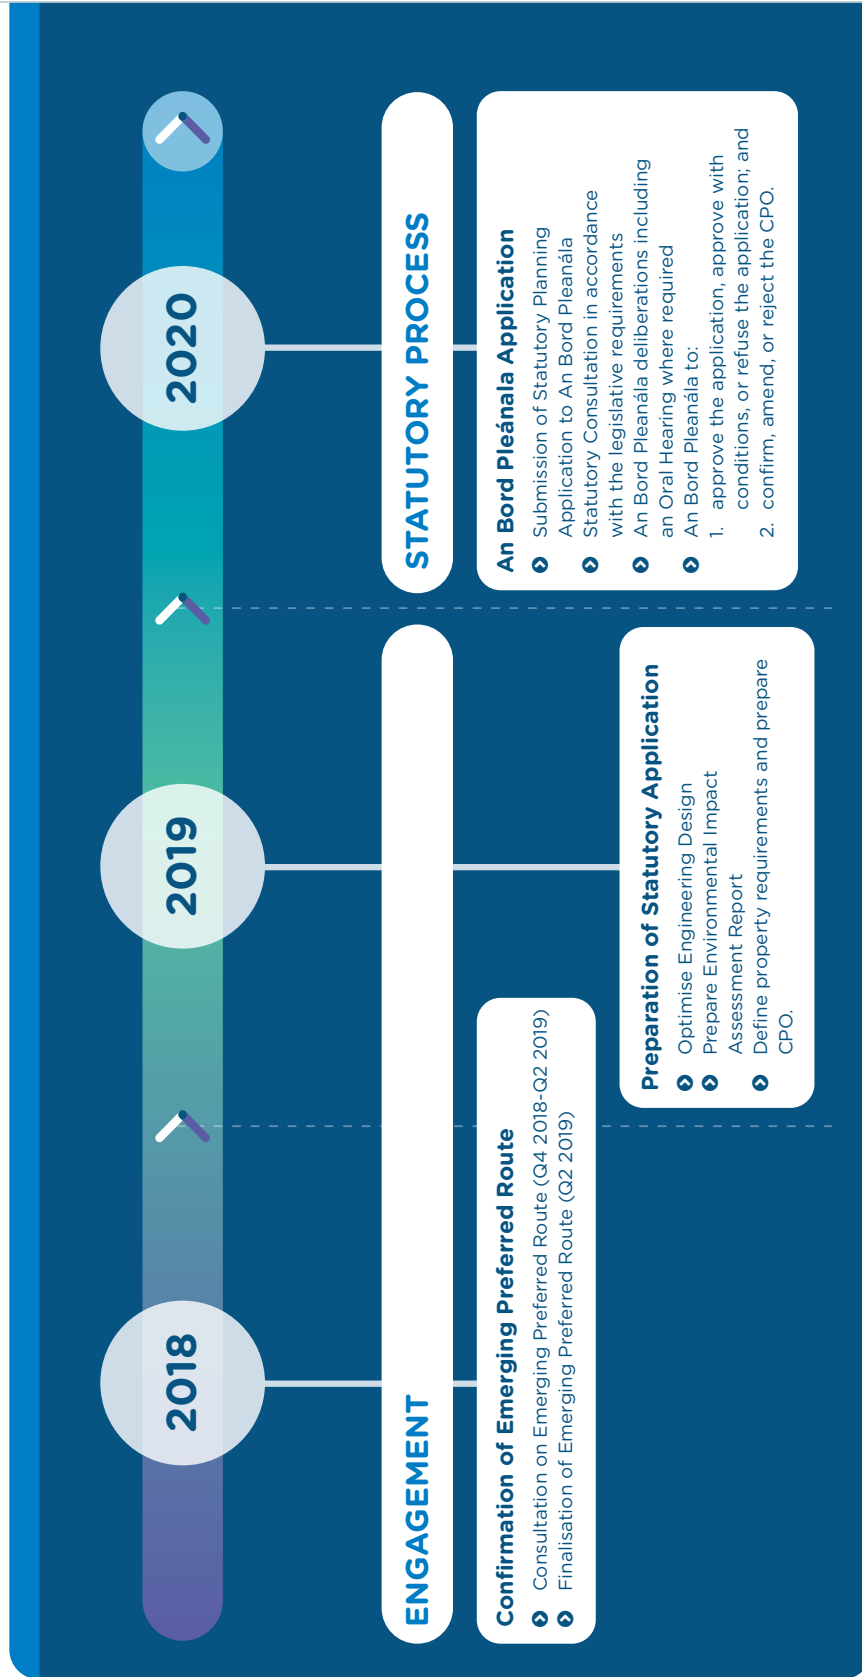 2018
2019
2020
ENGAGEMENT
STATUTORY PROCESS
Confirmation of Emerging Preferred Route
Consultation on Emerging Preferred Route (Q4 2018-Q2 2019)
Finalisation of Emerging Preferred Route (Q2 2019)
Preparation of Statutory Application
Optimise Engineering Design
Prepare Environmental Impact
Assessment Report
Define property requirements and prepare
CPO.
An Bord Pleánala Application
Submission of Statutory Planning
Application to An Bord Pleanála
Statutory Consultation in accordance
with the legislative requirements
An Bord Pleanála deliberations including
an Oral Hearing where required
An Bord Pleanála to:
1. approve the application, approve with
conditions, or refuse the application; and
2. confirm, amend, or reject the CPO.